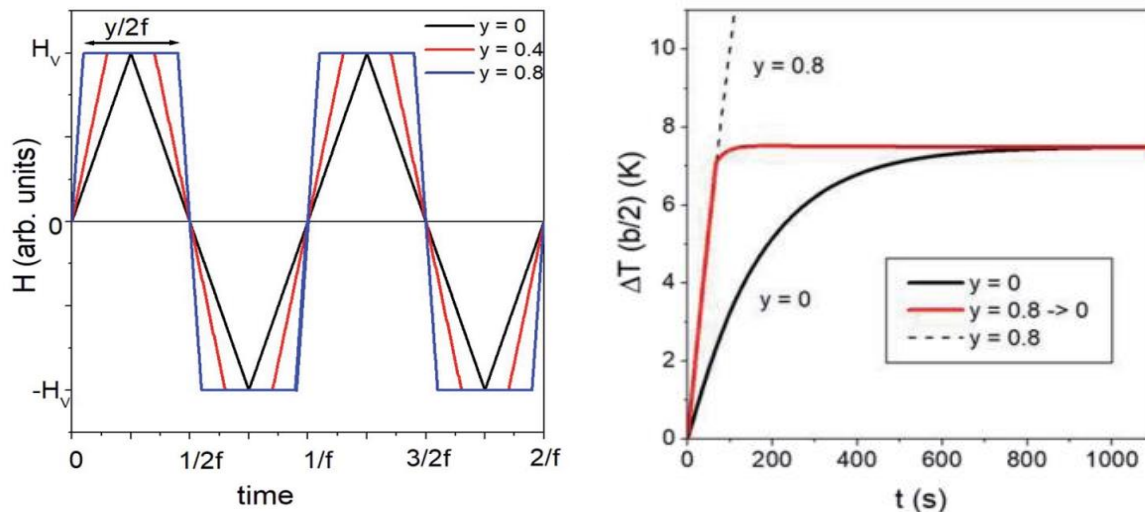 y/2f
y = 0
y = 0.4
y = 0.8
Hᵥ
0
-Hᵥ
H (arb. units)
0 1/2f 1/f 3/2f 2/f
time
10
8
6
4
2
0
ΔT (b/2) (K)
y = 0.8
y = 0
y = 0
y = 0.8 -> 0
y = 0.8
0 200 400 600 800 1000
t (s)